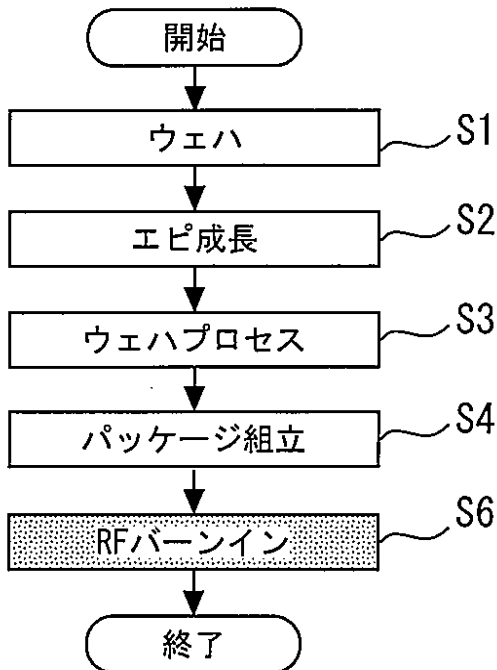 開始
ウェハ
S1
エピ成長
S2
ウェハプロセス
S3
パッケージ組立
S4
RFバーンイン
S6
終了